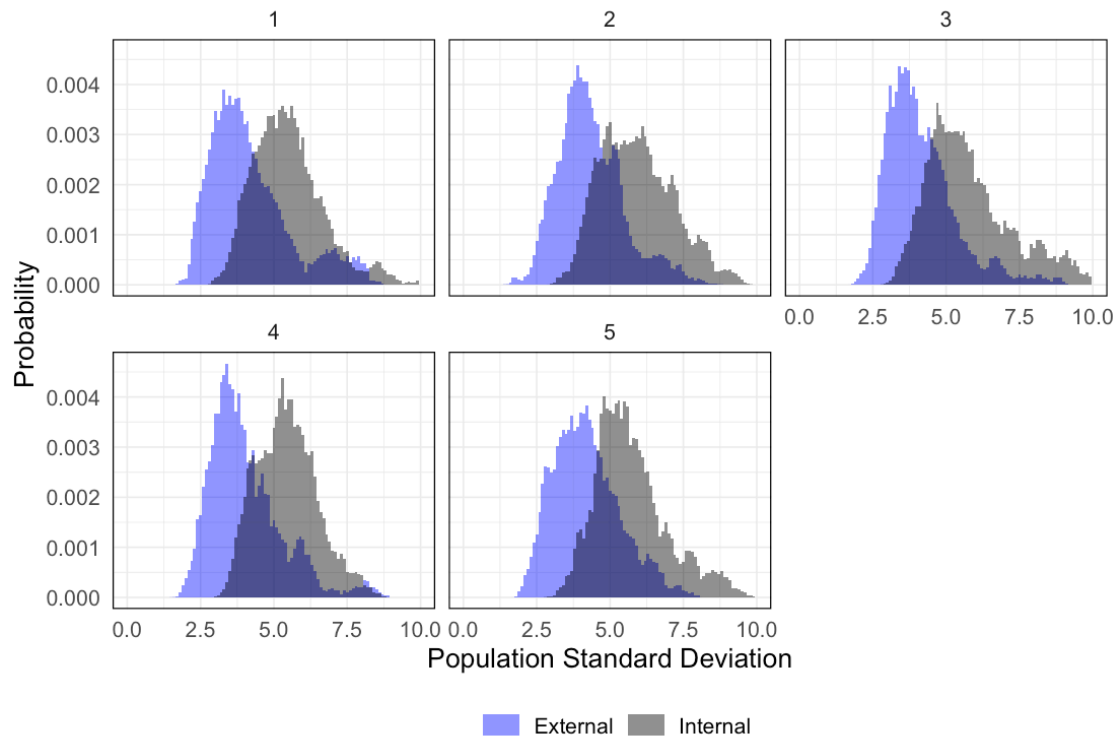 1 2 3
0.004
0.003
0.002
0.001
0.000
0.0 2.5 5.0 7.5 10.0
4 5
0.004
0.003
0.002
0.001
0.000
0.0 2.5 5.0 7.5 10.0 0.0 2.5 5.0 7.5 10.0
Probability
Population Standard Deviation
External Internal